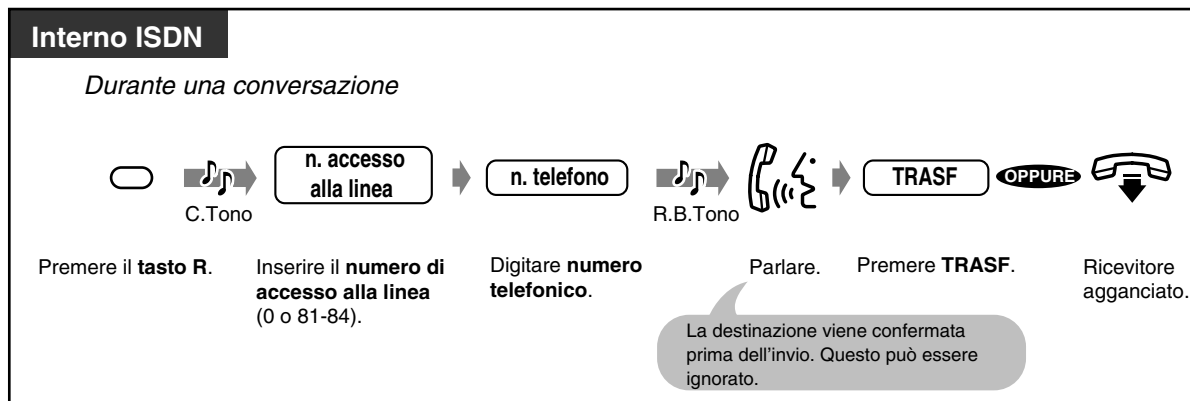 Interno ISDN
Durante una conversazione
n. accesso
alla linea
n. telefono
TRASF
OPPURE
C.Tono
R.B.Tono
Premere il tasto R.
Inserire il numero di
accesso alla linea
(0 o 81-84).
Digitare numero
telefonico.
Parlare.
Premere TRASF.
Ricevitore
agganciato.
La destinazione viene confermata
prima dell'invio. Questo può essere
ignorato.